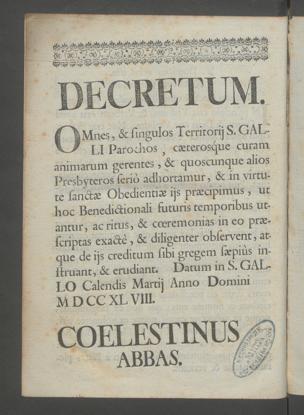 DECRETUM.
OMnes, & singulos Territorij S. GAL-
LI Parochos, cæterosque curam
animarum gerentes, & quoscunque alios
Presbyteros seriò adhortamur, & in virtu-
te sanctæ Obedientiæ ijs præcipimus, ut
hoc Benedictionali futuris temporibus ut-
antur, ac ritus, & cœremonias in eo præ-
scriptas exactè, & diligenter observent, at-
que de ijs creditum sibi gregem sæpiùs in-
struant, & erudiant. Datum in S. GAL-
LO Calendis Martij Anno Domini
M D CC XL VIII.
COELESTINUS
ABBAS.